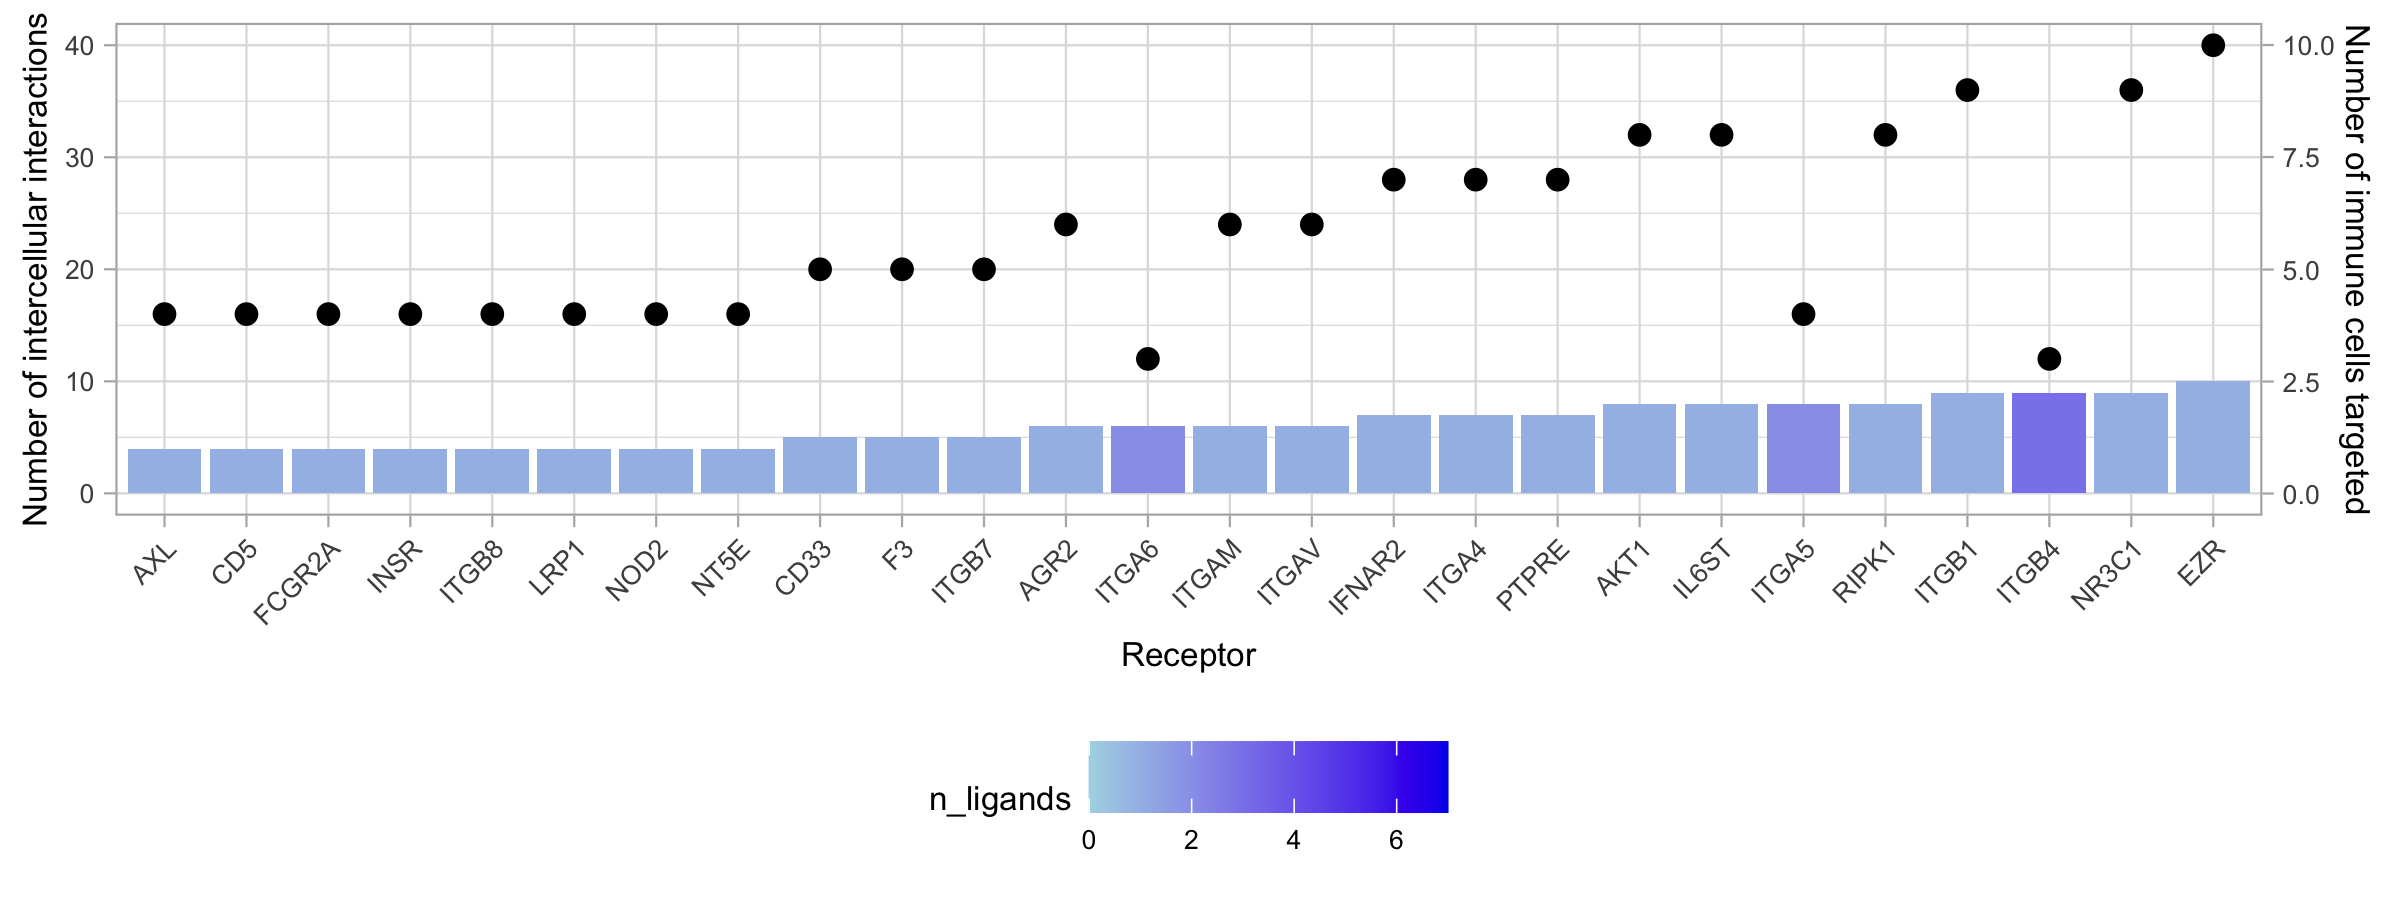 Number of intercellular interactions
40
30
20
10
0
10.0
7.5
5.0
2.5
0.0
Number of immune cells targeted
AXL
CD5
FCGR2A
INSR
ITGB8
LRP1
NOD2
NT5E
CD33
F3
ITGB7
AGR2
ITGA6
ITGAM
ITGAV
IFNAR2
ITGA4
PTPRE
AKT1
IL6ST
ITGA5
RIPK1
ITGB1
ITGB4
NR3C1
EZR
Receptor
n_ligands
0 2 4 6